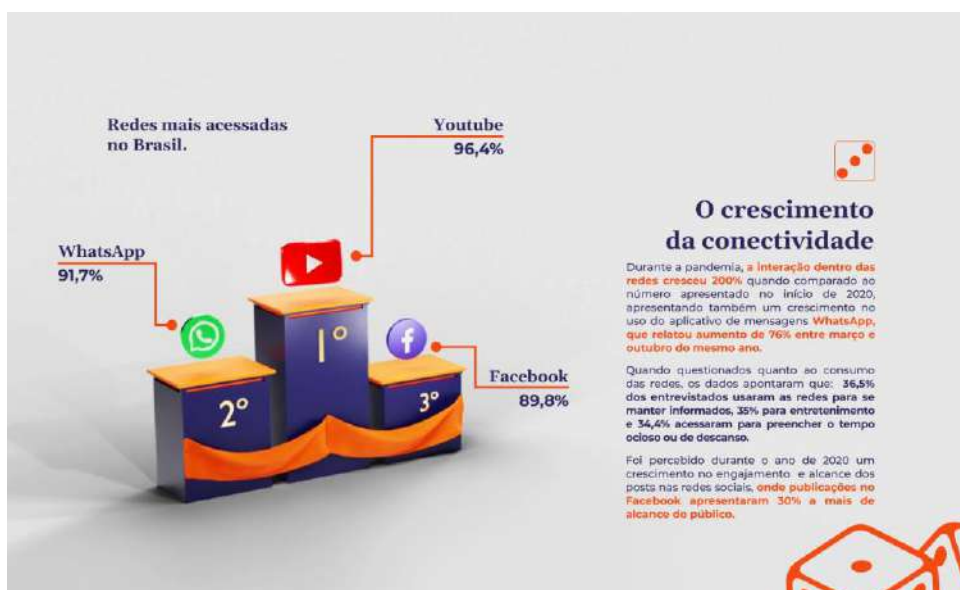 Redes mais acessadas
no Brasil.
Youtube
96,4%
WhatsApp
91,7%
Facebook
89,8%
1º
2º
3º
O crescimento
da conectividade
Durante a pandemia, a interação dentro das
redes cresceu 200% quando comparado ao
número apresentado no início de 2020,
apresentando também um crescimento no
uso do aplicativo de mensagens WhatsApp,
que relatou aumento de 76% entre março e
outubro do mesmo ano.
Quando questionados quanto ao consumo
das redes, os dados apontaram que: 36,5%
dos entrevistados usaram as redes para se
manter informados, 35% para entretenimento
e 34,4% acessaram para preencher o tempo
ocioso ou de descanso.
Foi percebido durante o ano de 2020 um
crescimento no engajamento e alcance dos
posts nas redes sociais, onde publicações no
Facebook apresentaram 30% a mais de
alcance de público.